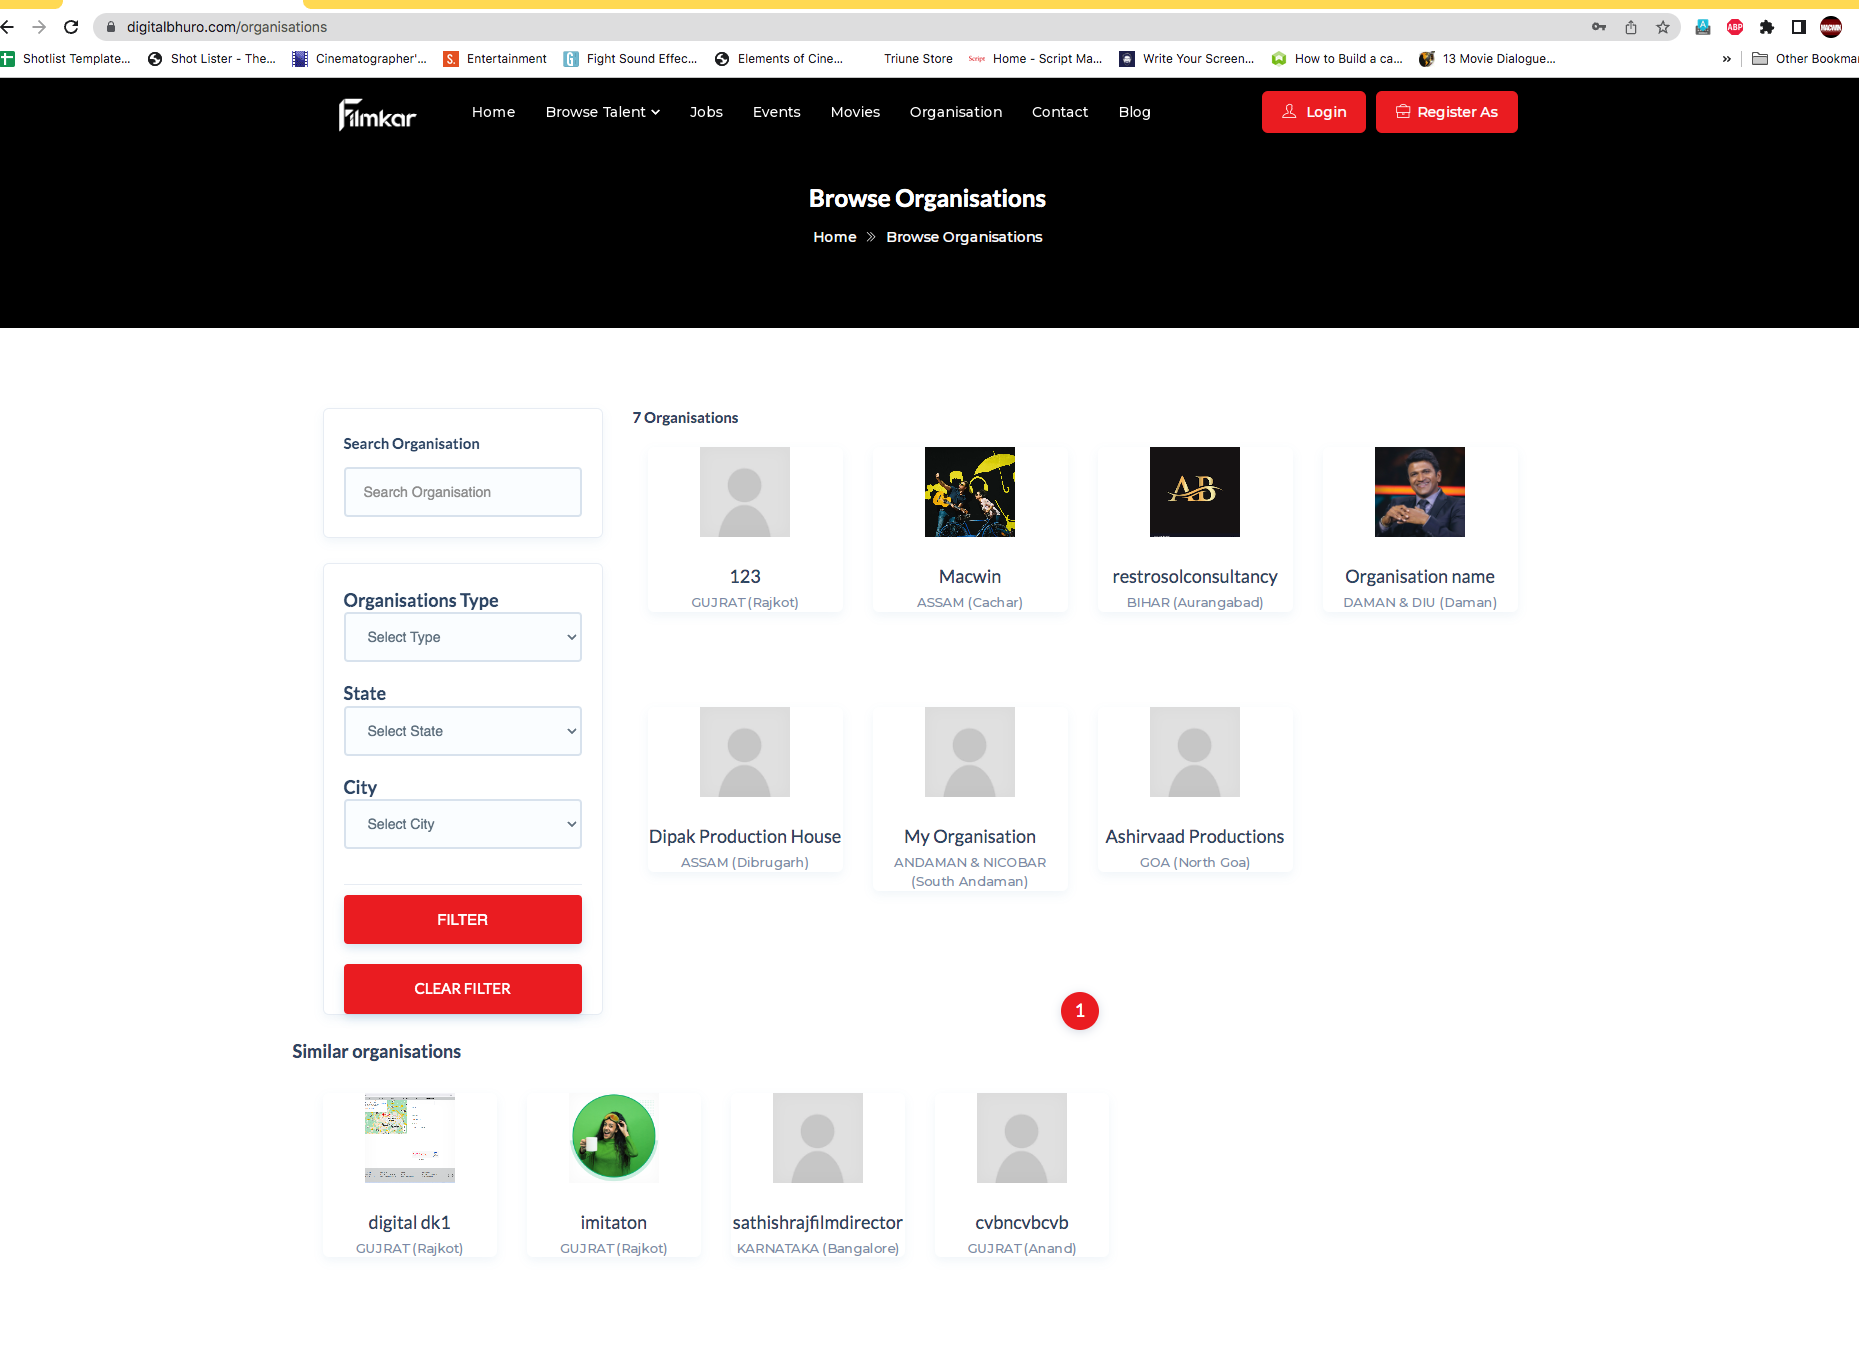 digitalbhuro.com/organisations
ABP
Shotlist Template...
Shot Lister - The...
Cinematographer'...
S.
Entertainment
G
Fight Sound Effec...
Elements of Cine...
Triune Store
Script
Home - Script Ma...
Write Your Screen...
How to Build a ca...
13 Movie Dialogue...
»
Other Bookmar
Filmkar
Home
Browse Talent
Jobs
Events
Movies
Organisation
Contact
Blog
Login
Register As
Browse Organisations
Home
Browse Organisations
Search Organisation
Search Organisation
Organisations Type
Select Type
State
Select State
City
Select City
FILTER
CLEAR FILTER
7 Organisations
AB
123
GUJRAT (Rajkot)
Macwin
ASSAM (Cachar)
restrosolconsultancy
BIHAR (Aurangabad)
Organisation name
DAMAN & DIU (Daman)
Dipak Production House
ASSAM (Dibrugarh)
My Organisation
ANDAMAN & NICOBAR
(South Andaman)
Ashirvaad Productions
GOA (North Goa)
1
Similar organisations
digital dk1
GUJRAT (Rajkot)
imitaton
GUJRAT (Rajkot)
sathishrajfilmdirector
KARNATAKA (Bangalore)
cvbncvbcvb
GUJRAT (Anand)